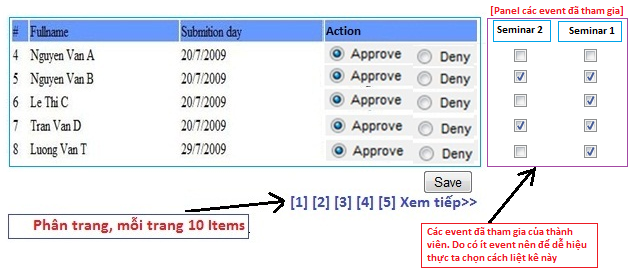 [Panel các event đã tham gia]
# Fullname Submition day Action Seminar 2 Seminar 1
4 Nguyen Van A 20/7/2009 Approve Deny
5 Nguyen Van B 20/7/2009 Approve Deny
6 Le Thi C 20/7/2009 Approve Deny
7 Tran Van D 20/7/2009 Approve Deny
8 Luong Van T 29/7/2009 Approve Deny
Save
[1] [2] [3] [4] [5] Xem tiếp>>
Phân trang, mỗi trang 10 Items
Các event đã tham gia của thành
viên. Do có ít event nên để dễ hiểu
thực ta chọn cách liệt kê này